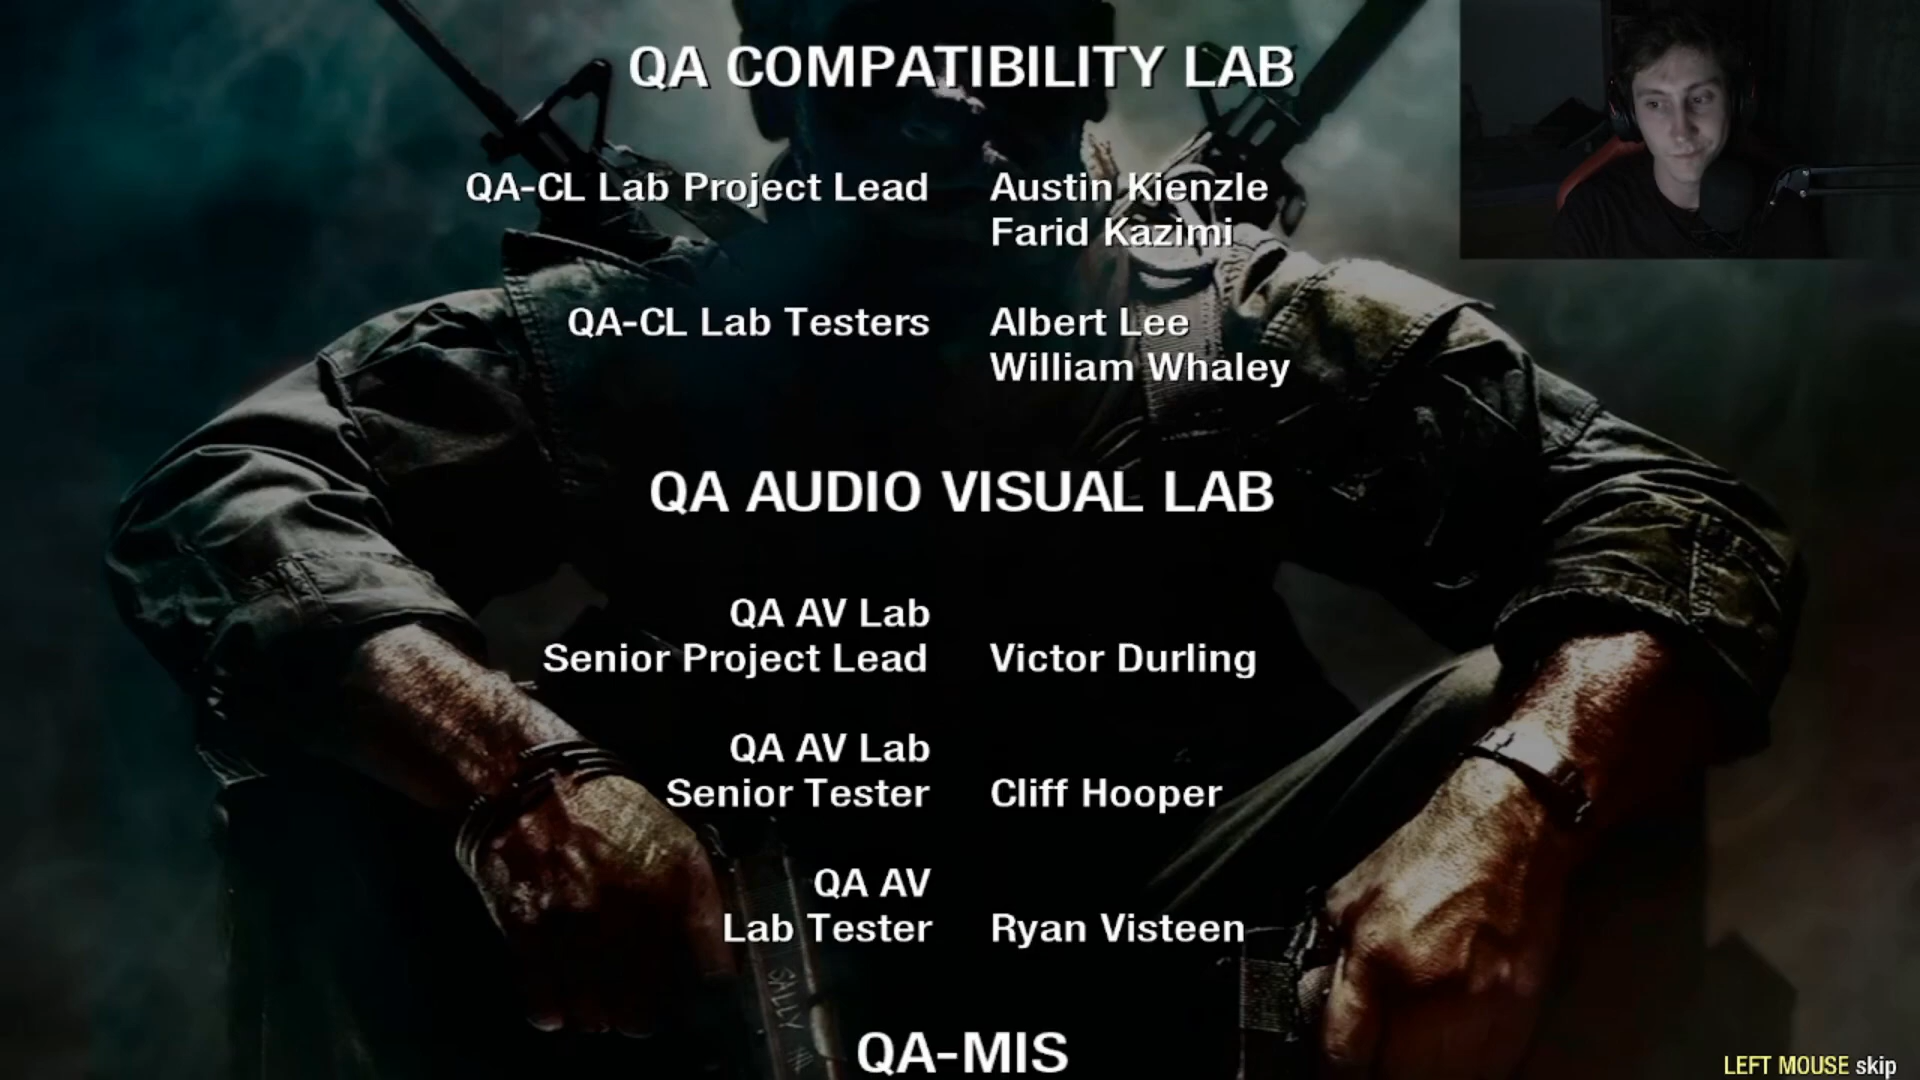 QA COMPATIBILITY LAB
QA-CL Lab Project Lead Austin Kienzle
Farid Kazimi
QA-CL Lab Testers Albert Lee
William Whaley
QA AUDIO VISUAL LAB
QA AV Lab
Senior Project Lead Victor Durling
QA AV Lab
Senior Tester Cliff Hooper
QA AV
Lab Tester Ryan Visteen
SALLY
QA-MIS
LEFT MOUSE skip